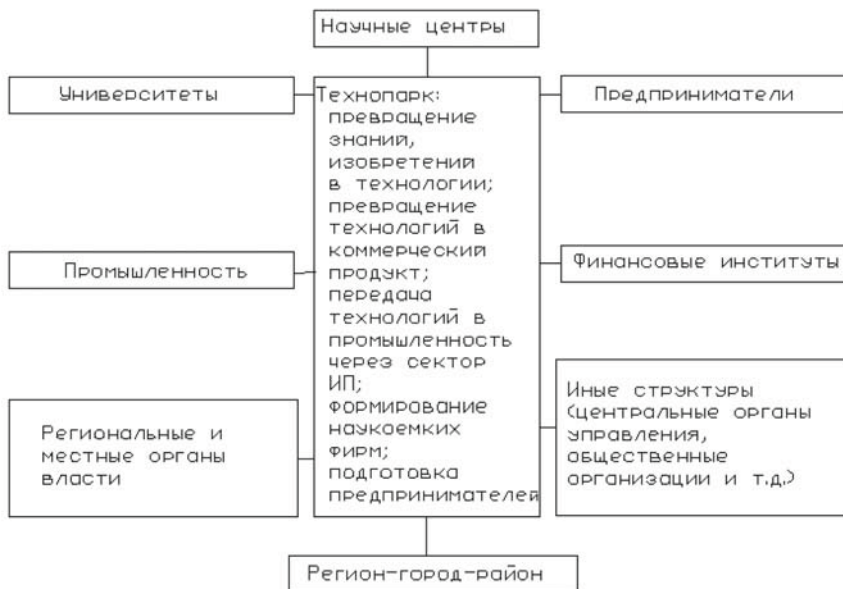 Научные центры
Университеты
Технопарк:
превращение
знаний,
изобретений
в технологии;
превращение
технологий в
коммерческий
продукт;
передача
технологий в
промышленность
через сектор
ИП;
формирование
наукоемких
фирм;
подготовка
предпринимателей
Предприниматели
Промышленность
Финансовые институты
Региональные и
местные органы
власти
Иные структуры
(центральные органы
управления,
общественные
организации и т.д.)
Регион-город-район